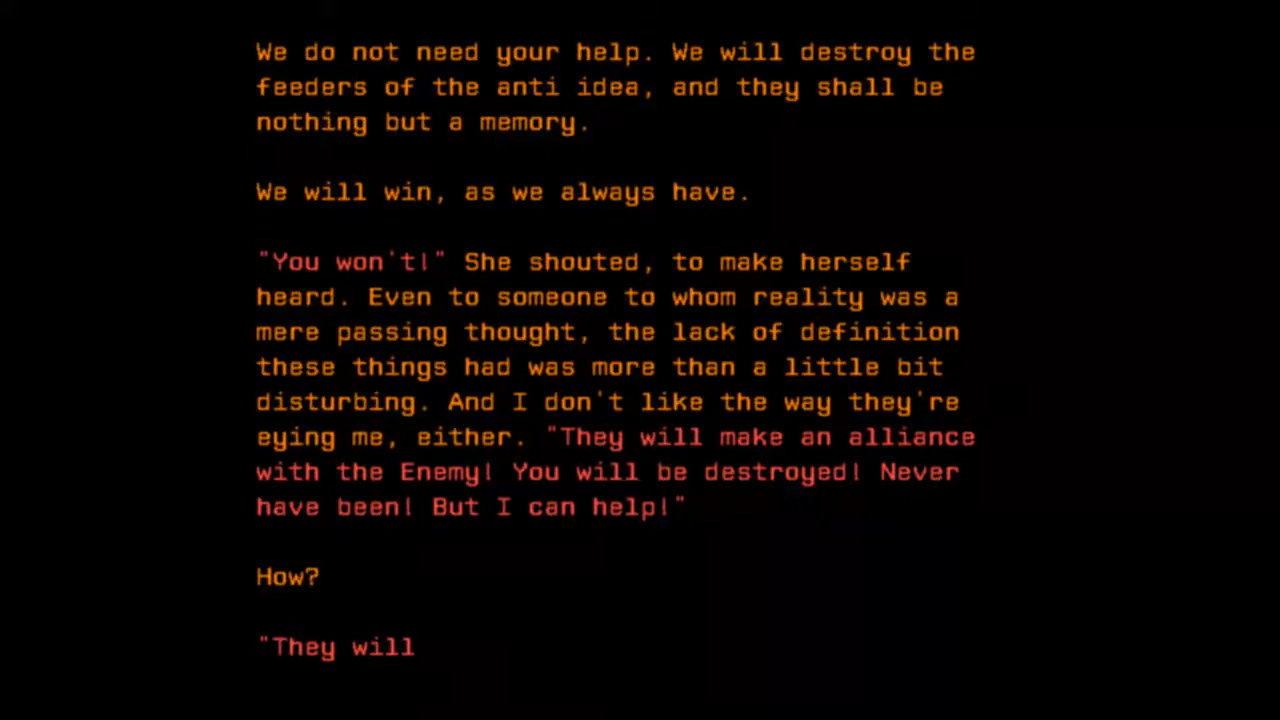 We do not need your help. We will destroy the
feeders of the anti idea, and they shall be
nothing but a memory.
We will win, as we always have.
"You won't!" She shouted, to make herself
heard. Even to someone to whom reality was a
mere passing thought, the lack of definition
these things had was more than a little bit
disturbing. And I don't like the way they're
eying me, either. "They will make an alliance
with the Enemy! You will be destroyed! Never
have been! But I can help!"
How?
"They will